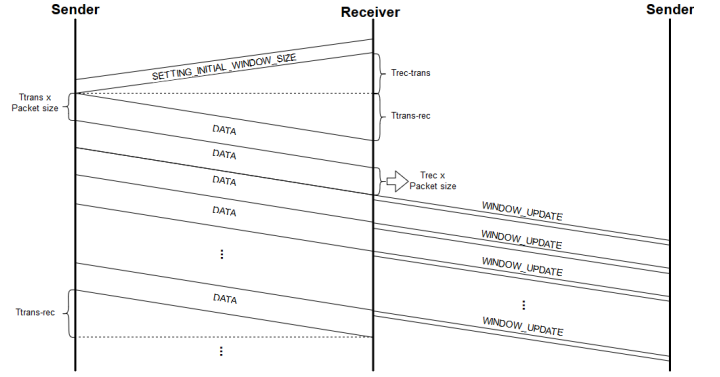 Sender
Receiver
Sender
SETTING_INITIAL_WINDOW_SIZE
Trec-trans
Ttrans x
Packet size
Ttrans-rec
DATA
DATA
Trec x
Packet size
DATA
WINDOW_UPDATE
DATA
WINDOW_UPDATE
WINDOW_UPDATE
DATA
Ttrans-rec
WINDOW_UPDATE